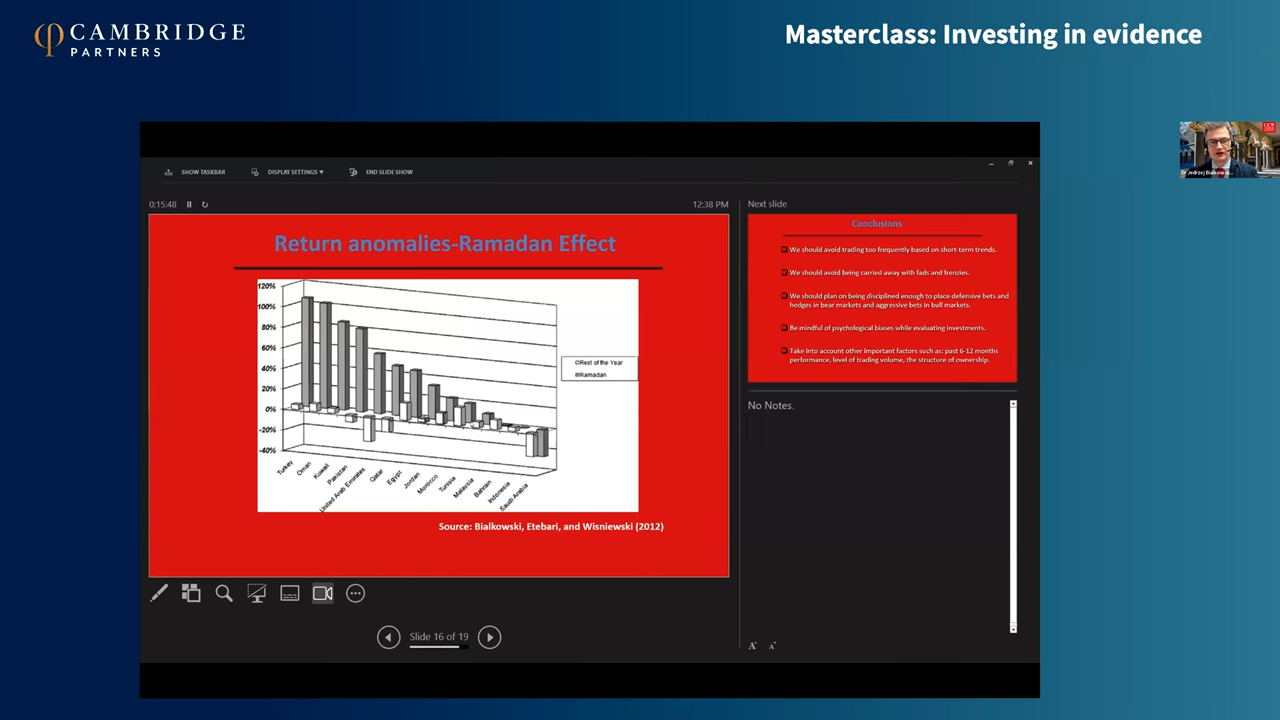 CAMBRIDGE
PARTNERS
Masterclass: Investing in evidence
SHOW TASKBAR
DISPLAY SETTINGS ▾
END SLIDE SHOW
0:15:48
12:38 PM
Next slide
Return anomalies-Ramadan Effect
120%
100%
80%
60%
40%
20%
0%
-20%
-40%
Turkey
Oman
Kuwait
Pakistan
United Arab Emirates
Qatar
Egypt
Jordan
Morocco
Tunisia
Malaysia
Bahrain
Indonesia
Saudi Arabia
Rest of the Year
Ramadan
Source: Bialkowski, Etebari, and Wisniewski (2012)
Conclusions
We should avoid trading too frequently based on short-term trends.
We should avoid being carried away with fads and frenzies.
We should plan on being disciplined enough to place defensive bets and
hedges in bear markets and aggressive bets in bull markets.
Be mindful of psychological biases while evaluating investments.
Take into account other important factors such as: past 6-12 months
performance, level of trading volume, the structure of ownership.
No Notes.
Slide 16 of 19
A
A
Dr Jedrzej Bialkowsk...